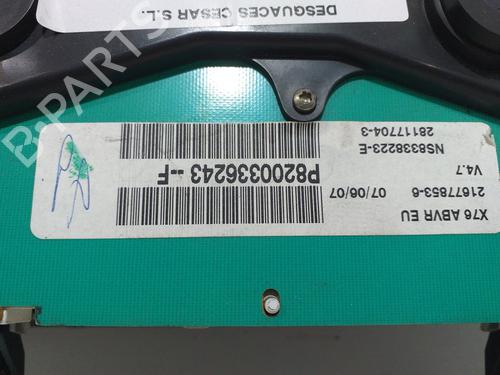 DESGUACES CESAR S.L.
B-PARTS
X76 ABVR EU
21677853-6 07/06/07
V4.7
P8200336243--F
NS8338223-E
28117704-3